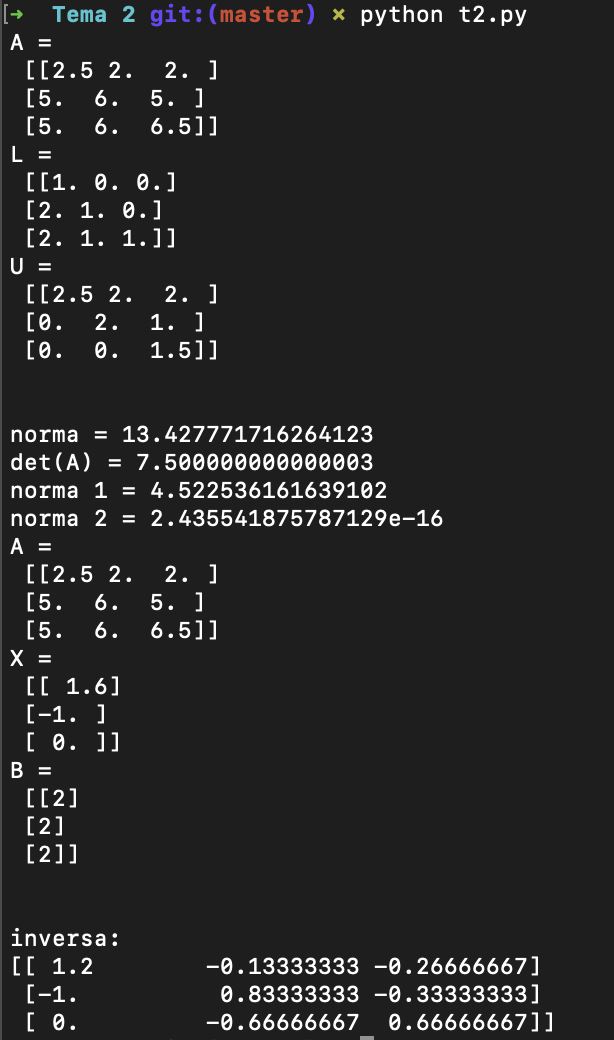 [➜  Tema 2 git:(master) ✗ python t2.py
A =
 [[2.5 2.  2. ]
 [5.  6.  5. ]
 [5.  6.  6.5]]
L =
 [[1. 0. 0.]
 [2. 1. 0.]
 [2. 1. 1.]]
U =
 [[2.5 2.  2. ]
 [0.  2.  1. ]
 [0.  0.  1.5]]
norma = 13.427771716264123
det(A) = 7.500000000000003
norma 1 = 4.522536161639102
norma 2 = 2.435541875787129e-16
A =
 [[2.5 2.  2. ]
 [5.  6.  5. ]
 [5.  6.  6.5]]
X =
 [[ 1.6]
 [-1. ]
 [ 0. ]]
B =
 [[2]
 [2]
 [2]]
inversa:
[[ 1.2        -0.13333333 -0.26666667]
 [-1.          0.83333333 -0.33333333]
 [ 0.         -0.66666667  0.66666667]]